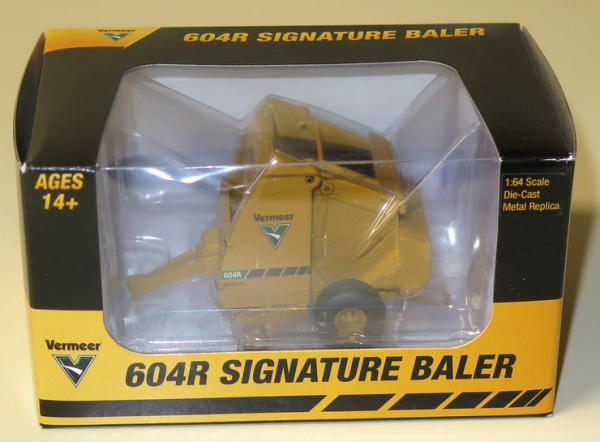 Vermeer
604R SIGNATURE BALER
AGES
14+
1:64 Scale
Die-Cast
Metal Replica
Vermeer
604R
Vermeer
604R SIGNATURE BALER